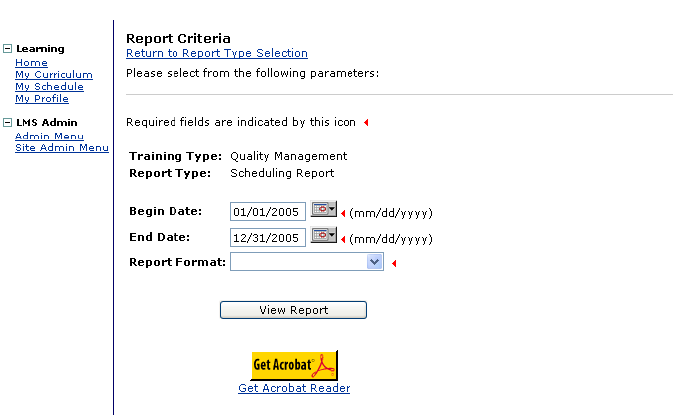 Learning
Home
My Curriculum
My Schedule
My Profile
LMS Admin
Admin Menu
Site Admin Menu
Report Criteria
Return to Report Type Selection
Please select from the following parameters:
Required fields are indicated by this icon
Training Type: Quality Management
Report Type: Scheduling Report
Begin Date: 01/01/2005 (mm/dd/yyyy)
End Date: 12/31/2005 (mm/dd/yyyy)
Report Format:
View Report
Get Acrobat
Get Acrobat Reader